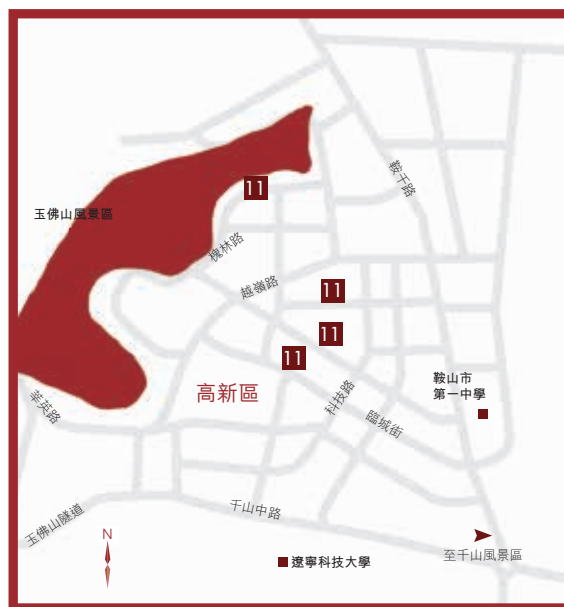 鞍千路
11
玉佛山風景區
槐林路
越嶺路
11
11
11
鞍山市
第一中學
高新區
科技路
莘英路
臨城街
千山中路
玉佛山隧道
N
至千山風景區
遼寧科技大學